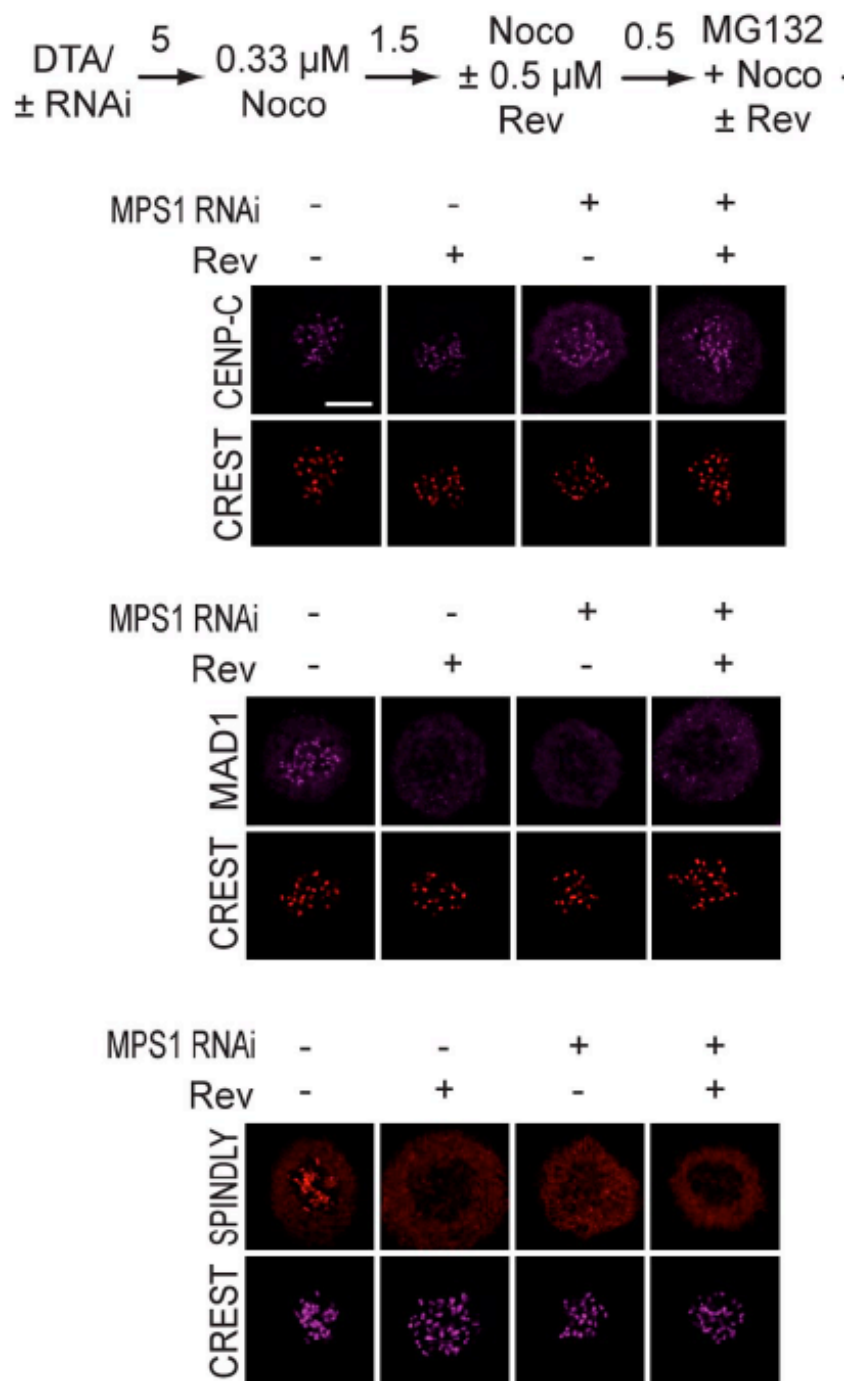 5 1.5 Noco 0.5 MG132
DTA/ 0.33 µM ± 0.5 µM + Noco
± RNAi Noco Rev ± Rev
MPS1 RNAi - - + +
Rev - + - +
CENP-C
CREST
MPS1 RNAi - - + +
Rev - + - +
MAD1
CREST
MPS1 RNAi - - + +
Rev - + - +
SPINDLY
CREST